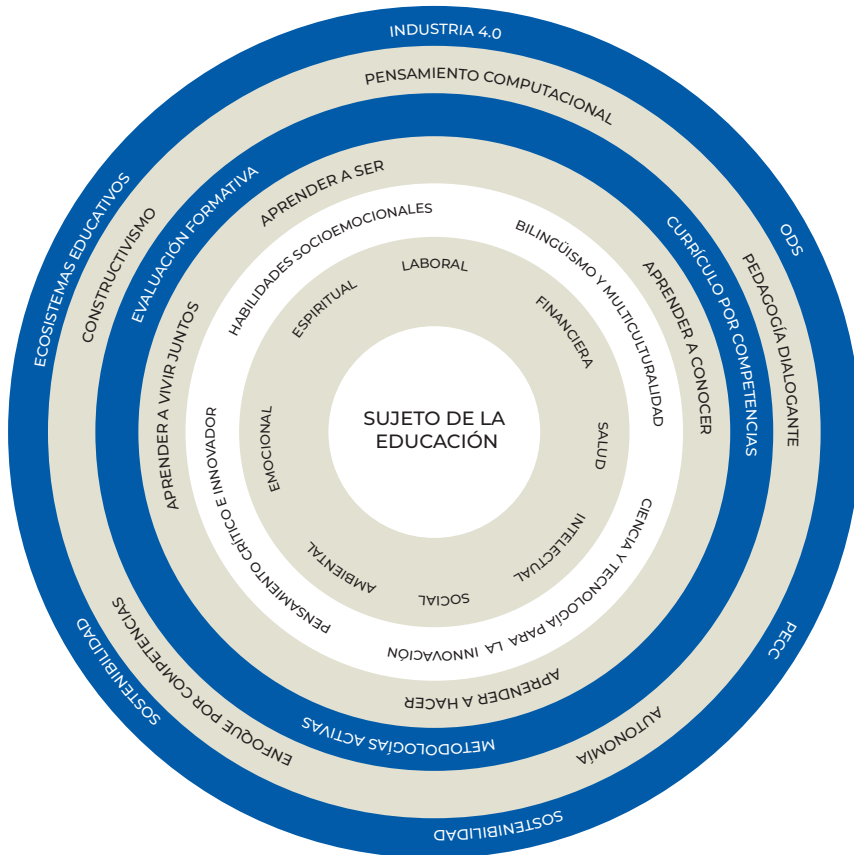 INDUSTRIA 4.0
ODS
PECC
SOSTENIBILIDAD
SOSTENIBILIDAD
ECOSISTEMAS EDUCATIVOS
PENSAMIENTO COMPUTACIONAL
PEDAGOGÍA DIALOGANTE
AUTONOMÍA
ENFOQUE POR COMPETENCIAS
CONSTRUCTIVISMO
CURRÍCULO POR COMPETENCIAS
METODOLOGÍAS ACTIVAS
EVALUACIÓN FORMATIVA
APRENDER A SER
APRENDER A CONOCER
APRENDER A HACER
APRENDER A VIVIR JUNTOS
HABILIDADES SOCIOEMOCIONALES
BILINGÜISMO Y MULTICULTURALIDAD
CIENCIA Y TECNOLOGÍA PARA LA INNOVACIÓN
PENSAMIENTO CRÍTICO E INNOVADOR
LABORAL
FINANCIERA
SALUD
INTELECTUAL
SOCIAL
AMBIENTAL
EMOCIONAL
ESPIRITUAL
SUJETO DE LA
EDUCACIÓN